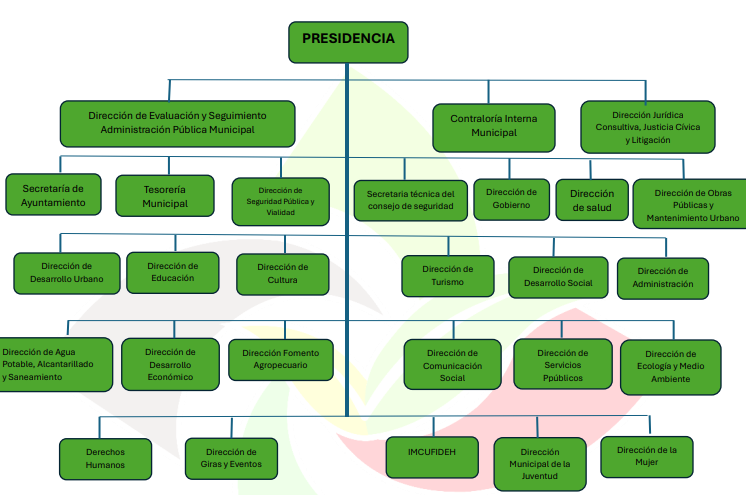 PRESIDENCIA
Dirección de Evaluación y Seguimiento
Administración Pública Municipal
Contraloría Interna
Municipal
Dirección Jurídica
Consultiva, Justicia Cívica
y Litigación
Secretaría de
Ayuntamiento
Tesorería
Municipal
Dirección de
Seguridad Pública y
Vialidad
Secretaria técnica del
consejo de seguridad
Dirección de
Gobierno
Dirección
de salud
Dirección de Obras
Públicas y
Mantenimiento Urbano
Dirección de
Desarrollo Urbano
Dirección de
Educación
Dirección de
Cultura
Dirección de
Turismo
Dirección de
Desarrollo Social
Dirección de
Administración
Dirección de Agua
Potable, Alcantarillado
y Saneamiento
Dirección de
Desarrollo
Económico
Dirección Fomento
Agropecuario
Dirección de
Comunicación
Social
Dirección de
Servicios
Ppúblicos
Dirección de
Ecología y Medio
Ambiente
Derechos
Humanos
Dirección de
Giras y Eventos
IMCUFIDEH
Dirección
Municipal de la
Juventud
Dirección de la
Mujer